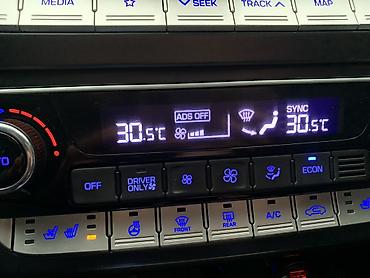 MEDIA ☆ ∨ SEEK TRACK ∧ MAP
ADS OFF
SYNC
30.5°C 30.5°C
OFF DRIVER ONLY ECON
FRONT REAR A/C